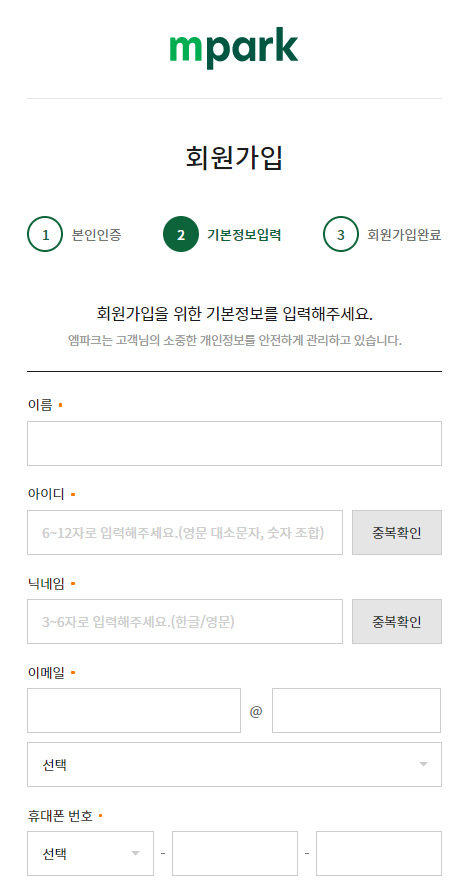 mpark
회원가입
1 본인인증 2 기본정보입력 3 회원가입완료
회원가입을 위한 기본정보를 입력해주세요.
엠파크는 고객님의 소중한 개인정보를 안전하게 관리하고 있습니다.
이름
아이디
6~12자로 입력해주세요.(영문 대소문자, 숫자 조합) 중복확인
닉네임
3~6자로 입력해주세요.(한글/영문) 중복확인
이메일
@
선택
휴대폰 번호
선택 - -